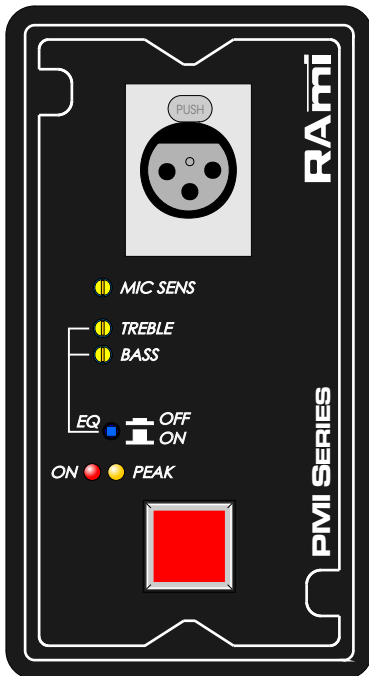 PUSH
RAmi
MIC SENS
TREBLE
BASS
EQ
OFF
ON
ON
PEAK
PMI SERIES